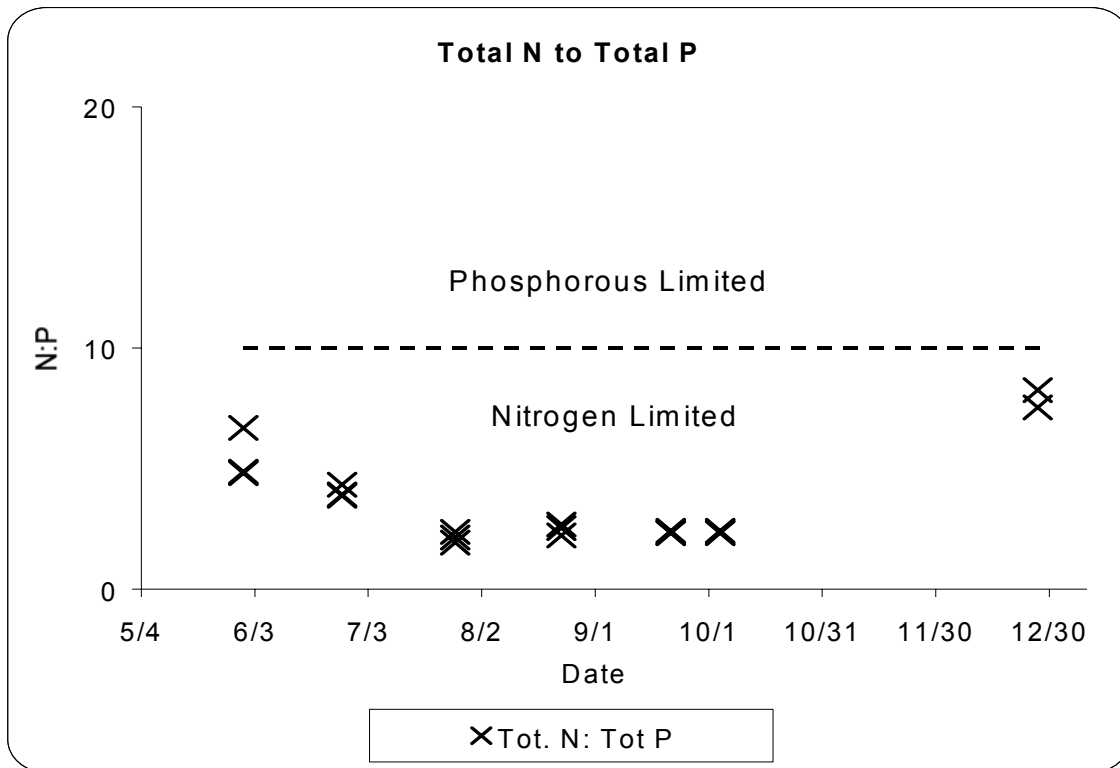 Total N to Total P
20
Phosphorous Limited
N:P
10
Nitrogen Limited
0
5/4 6/3 7/3 8/2 9/1 10/1 10/31 11/30 12/30
Date
Tot. N: Tot P